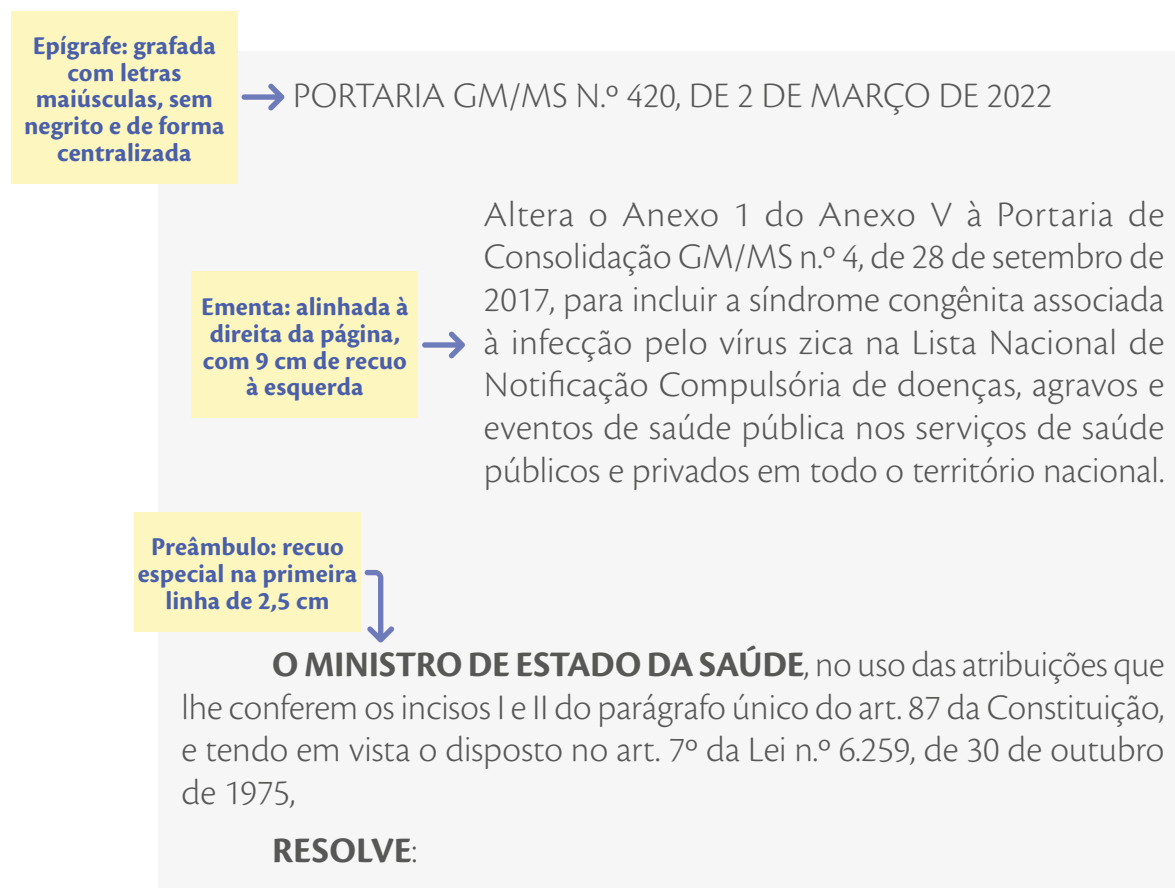 Epígrafe: grafada
com letras
maiúsculas, sem
negrito e de forma
centralizada
PORTARIA GM/MS N.º 420, DE 2 DE MARÇO DE 2022
Altera o Anexo 1 do Anexo V à Portaria de
Consolidação GM/MS n.º 4, de 28 de setembro de
2017, para incluir a síndrome congênita associada
à infecção pelo vírus zica na Lista Nacional de
Notificação Compulsória de doenças, agravos e
eventos de saúde pública nos serviços de saúde
públicos e privados em todo o território nacional.
Ementa: alinhada à
direita da página,
com 9 cm de recuo
à esquerda
Preâmbulo: recuo
especial na primeira
linha de 2,5 cm
O MINISTRO DE ESTADO DA SAÚDE, no uso das atribuições que
lhe conferem os incisos I e II do parágrafo único do art. 87 da Constituição,
e tendo em vista o disposto no art. 7º da Lei n.º 6.259, de 30 de outubro
de 1975,
RESOLVE: